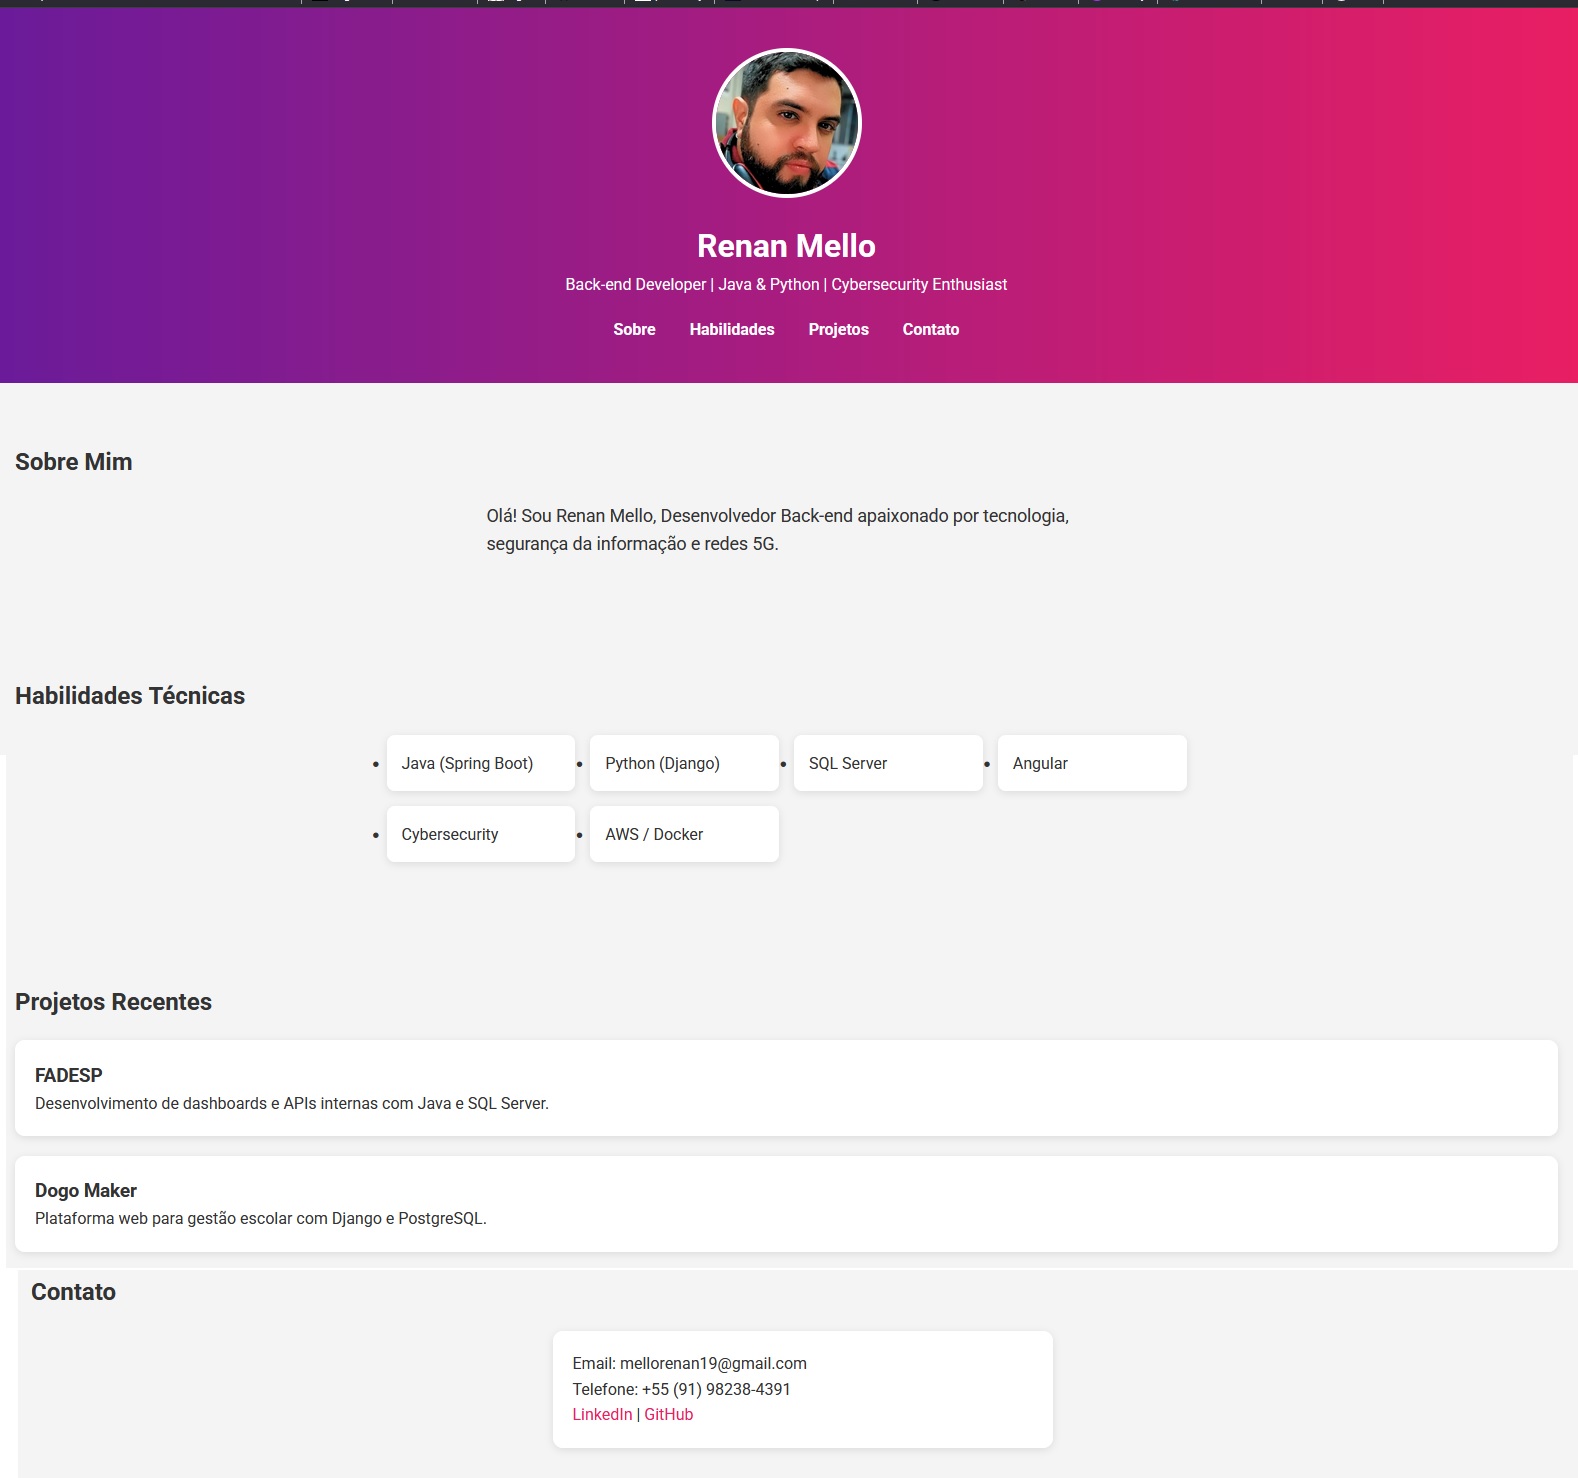 Renan Mello
Back-end Developer | Java & Python | Cybersecurity Enthusiast
Sobre Habilidades Projetos Contato
Sobre Mim
Olá! Sou Renan Mello, Desenvolvedor Back-end apaixonado por tecnologia,
segurança da informação e redes 5G.
Habilidades Técnicas
• Java (Spring Boot) • Python (Django) • SQL Server • Angular
• Cybersecurity • AWS / Docker
Projetos Recentes
FADESP
Desenvolvimento de dashboards e APIs internas com Java e SQL Server.
Dogo Maker
Plataforma web para gestão escolar com Django e PostgreSQL.
Contato
Email: mellorenan19@gmail.com
Telefone: +55 (91) 98238-4391
LinkedIn | GitHub